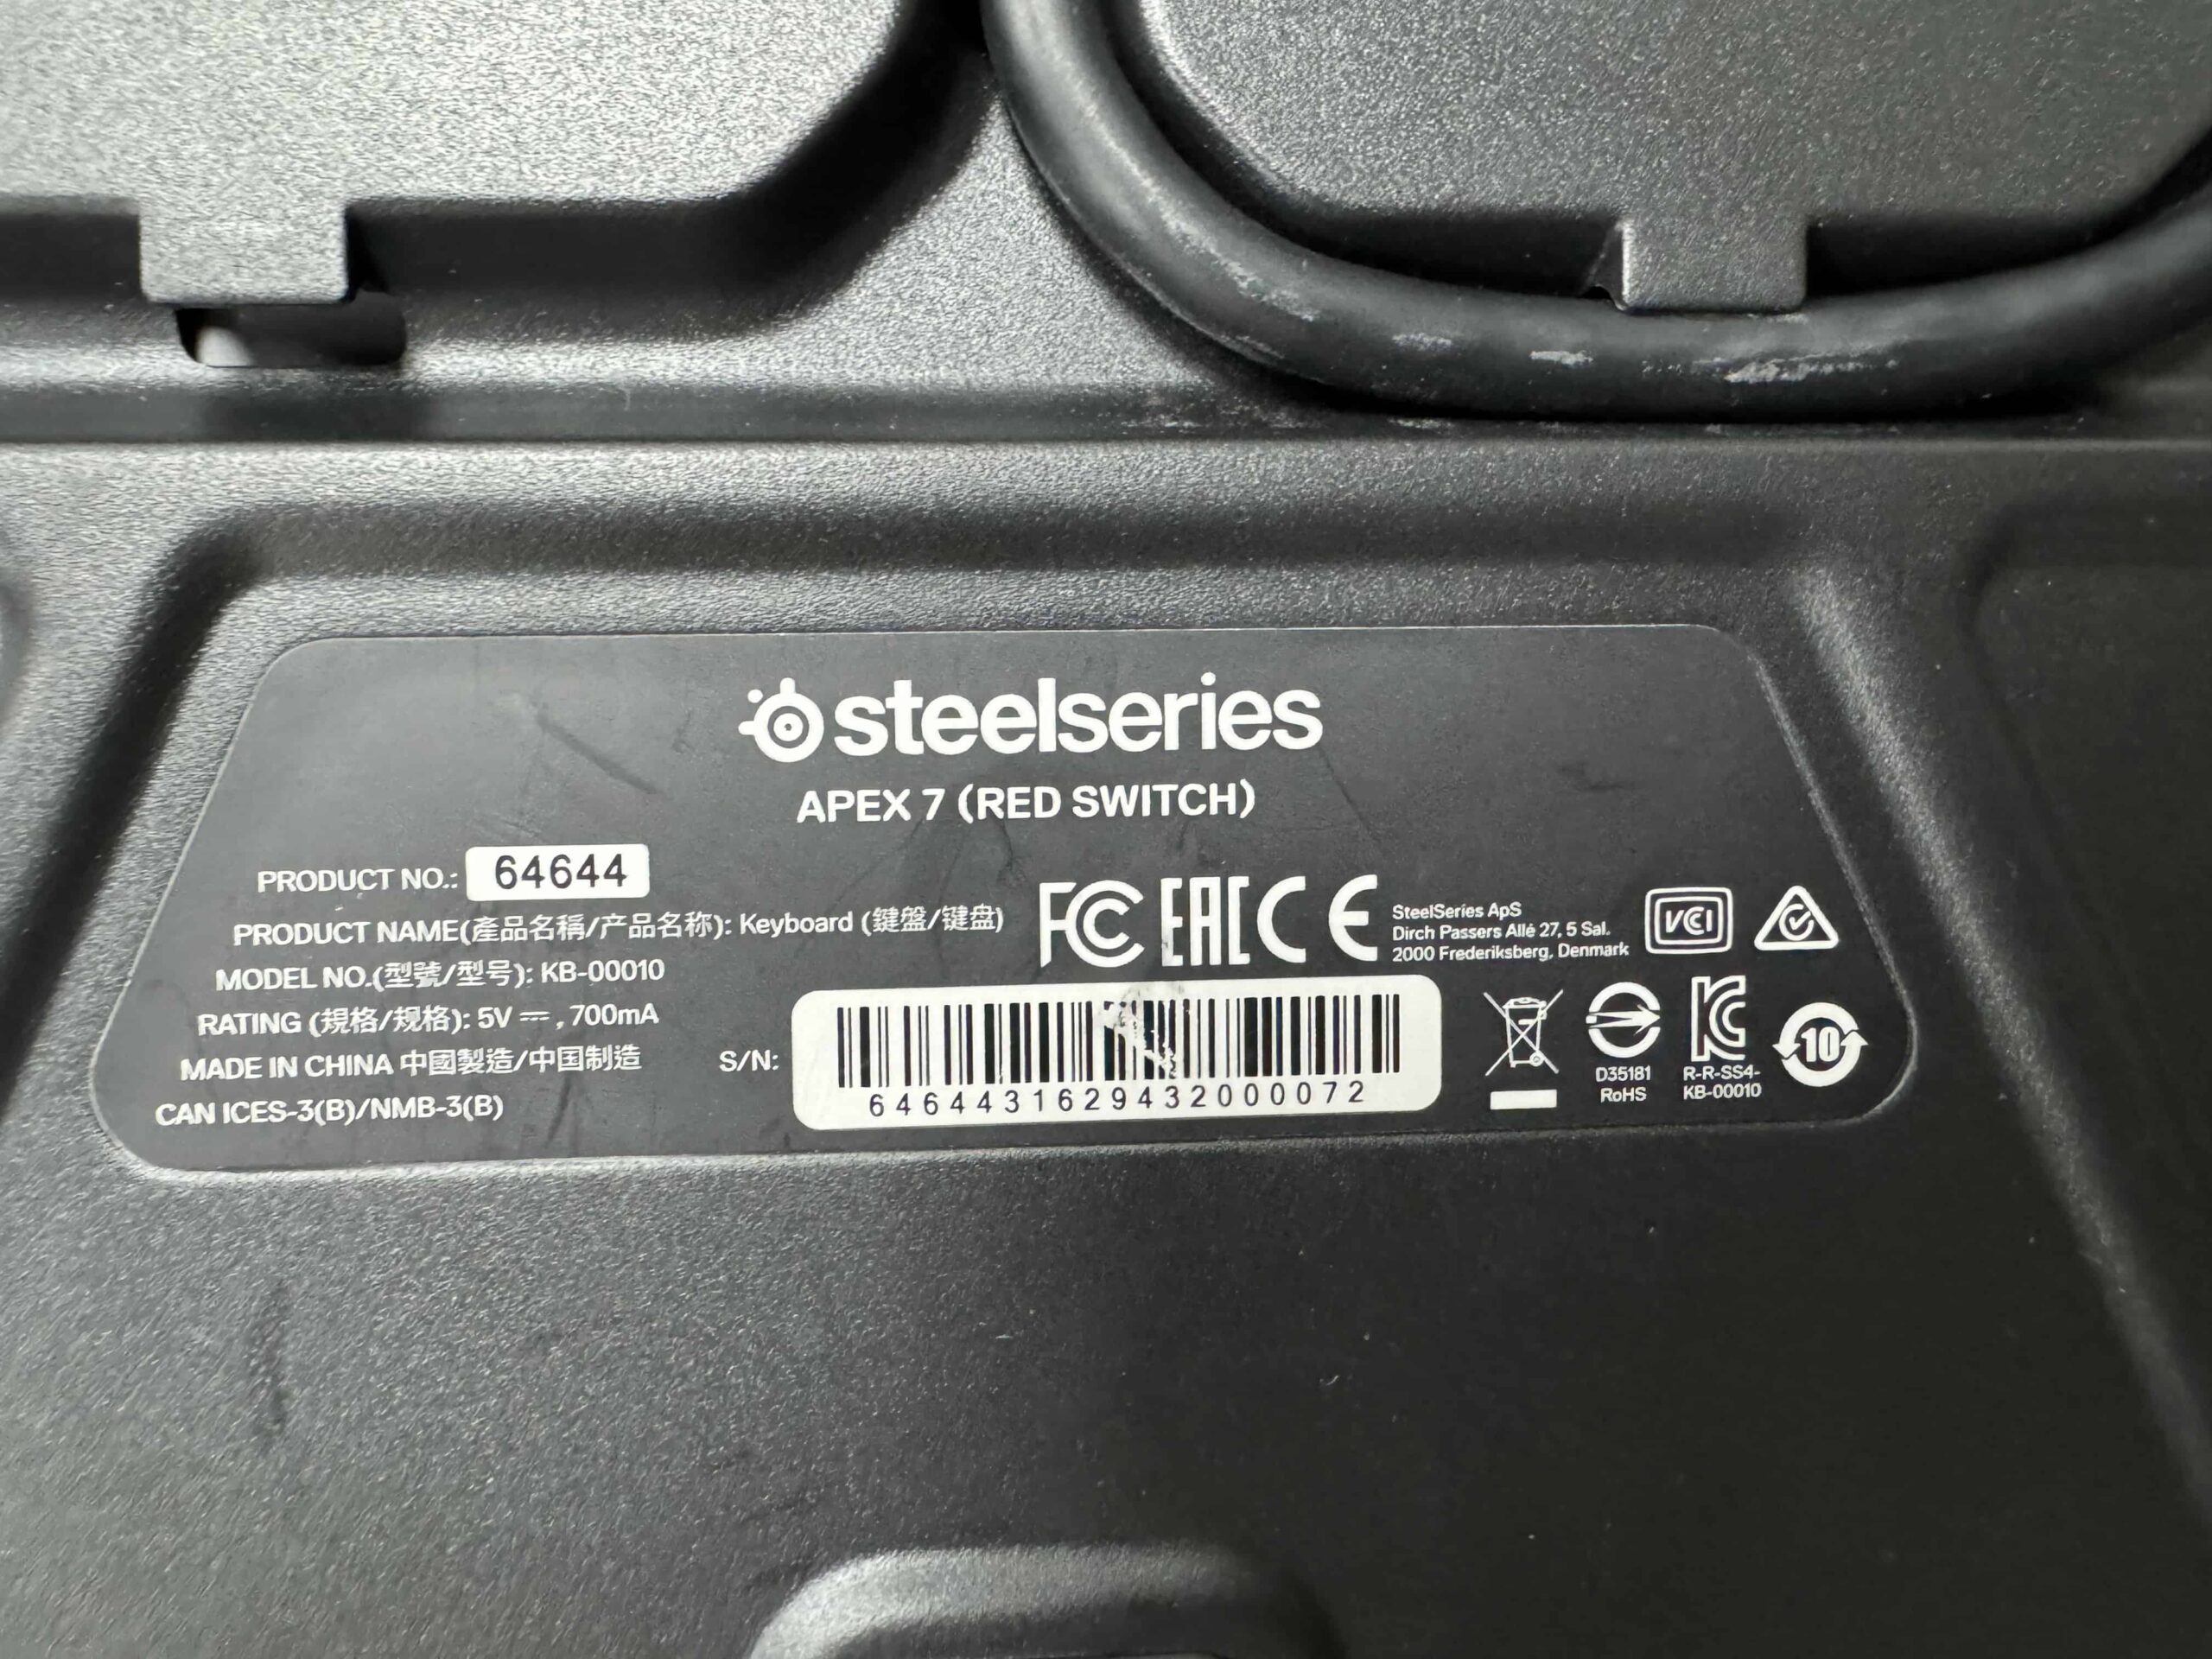 steelseries
APEX 7 (RED SWITCH)
PRODUCT NO.: 64644
PRODUCT NAME(產品名稱/产品名称): Keyboard (鍵盤/键盘)
MODEL NO.(型號/型号): KB-00010
RATING (規格/规格): 5V ⎓, 700mA
MADE IN CHINA 中國製造/中国制造
CAN ICES-3(B)/NMB-3(B)
FC EAC CE
SteelSeries ApS
Dirch Passers Allé 27, 5 Sal.
2000 Frederiksberg, Denmark
VCCI
S/N:
6464431629432000072
D35181
RoHS
KC
R-R-SS4-
KB-00010
10